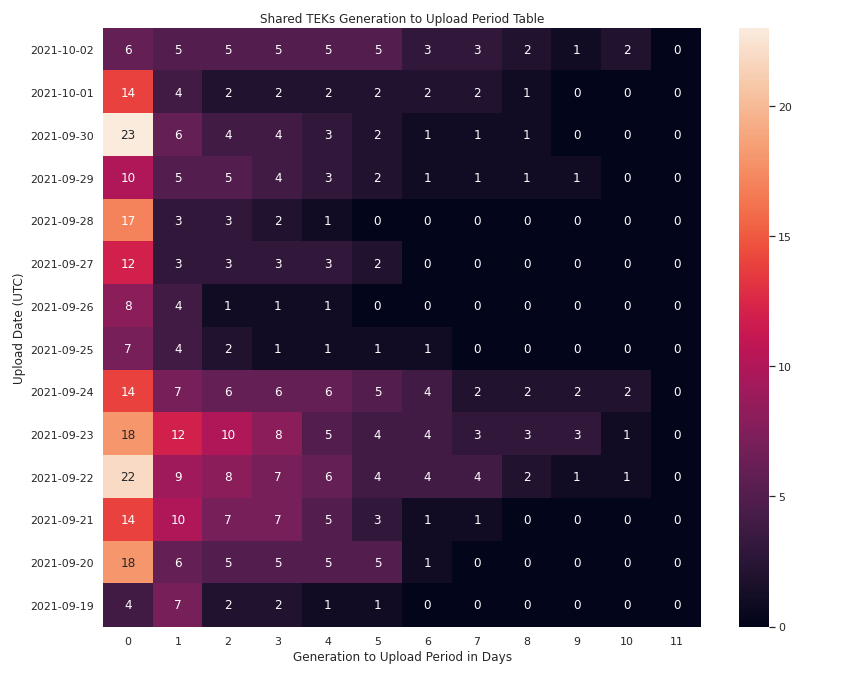 Shared TEKs Generation to Upload Period Table
Upload Date (UTC)
2021-10-02 6 5 5 5 5 5 3 3 2 1 2 0
2021-10-01 14 4 2 2 2 2 2 2 1 0 0 0
2021-09-30 23 6 4 4 3 2 1 1 1 0 0 0
2021-09-29 10 5 5 4 3 2 1 1 1 1 0 0
2021-09-28 17 3 3 2 1 0 0 0 0 0 0 0
2021-09-27 12 3 3 3 3 2 0 0 0 0 0 0
2021-09-26 8 4 1 1 1 0 0 0 0 0 0 0
2021-09-25 7 4 2 1 1 1 1 0 0 0 0 0
2021-09-24 14 7 6 6 6 5 4 2 2 2 2 0
2021-09-23 18 12 10 8 5 4 4 3 3 3 1 0
2021-09-22 22 9 8 7 6 4 4 4 2 1 1 0
2021-09-21 14 10 7 7 5 3 1 1 0 0 0 0
2021-09-20 18 6 5 5 5 5 1 0 0 0 0 0
2021-09-19 4 7 2 2 1 1 0 0 0 0 0 0
0 1 2 3 4 5 6 7 8 9 10 11
Generation to Upload Period in Days
20
15
10
5
0